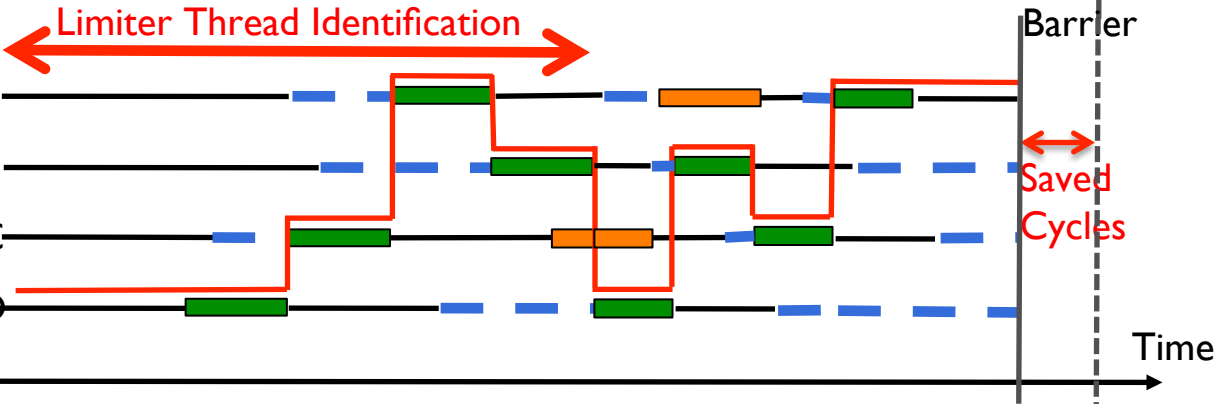 Limiter Thread Identification
Barrier
Saved
Cycles
Time